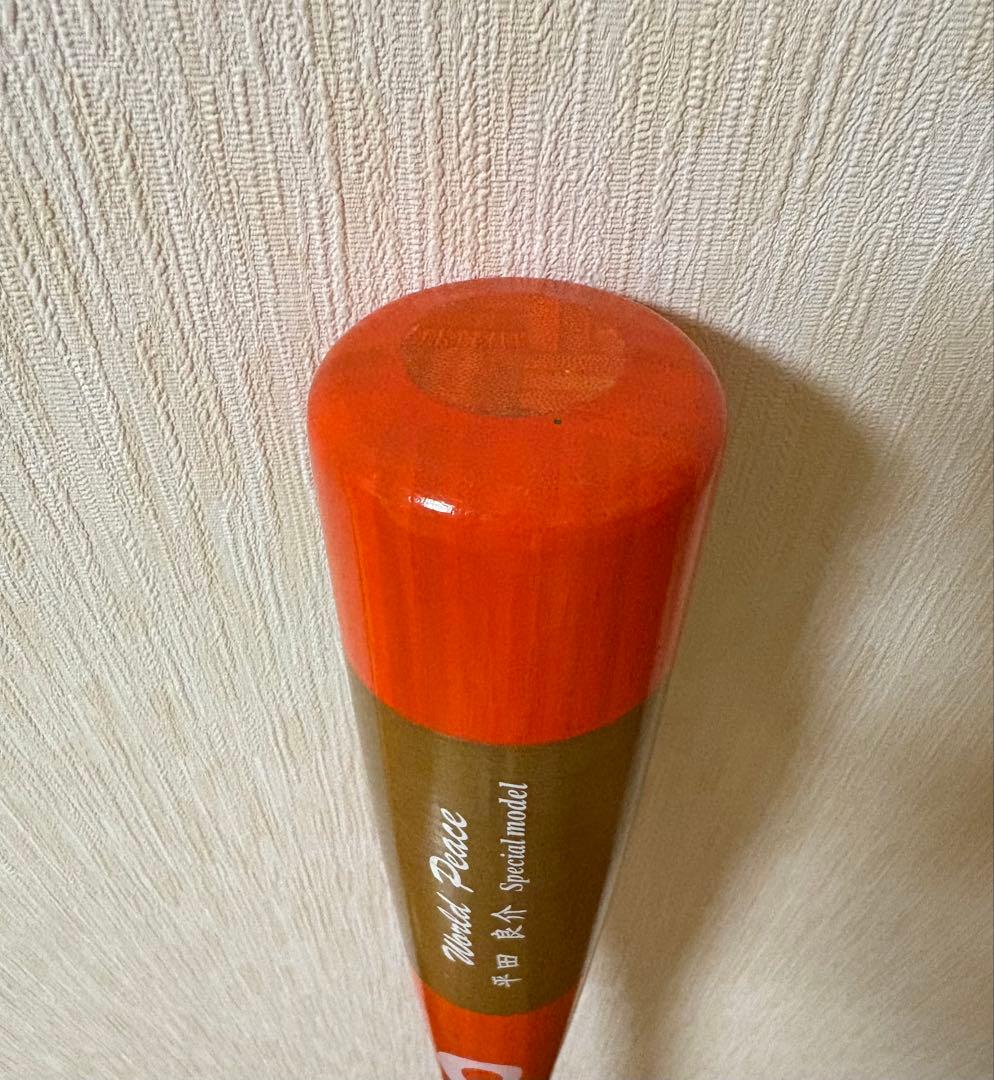 World Peace
平田 良介 Special model